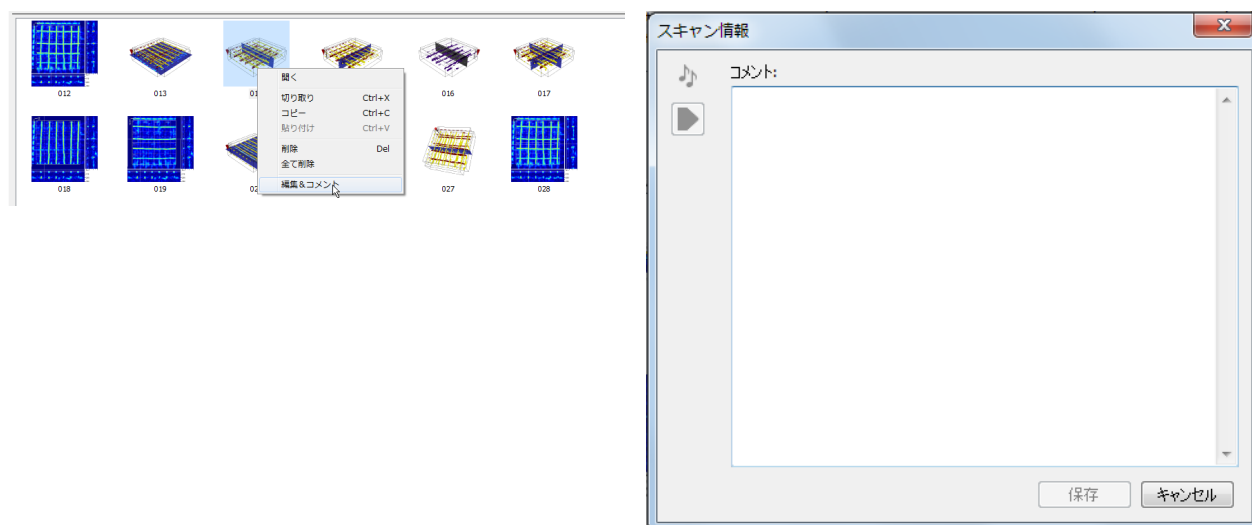 012
013
016
017
開く
切り取り Ctrl+X
コピー Ctrl+C
貼り付け Ctrl+V
削除 Del
全て削除
編集&コメント
018
019
027
028
スキャン情報
コメント:
保存
キャンセル